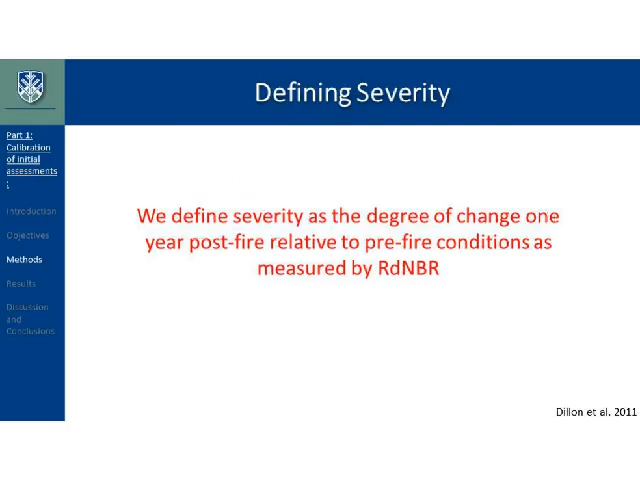 Defining Severity
Part 1:
Calibration
of initial
assessments
:
Introduction
Objectives
Methods
Results
Discussion
and
Conclusions
We define severity as the degree of change one
year post-fire relative to pre-fire conditions as
measured by RdNBR
Dillon et al. 2011